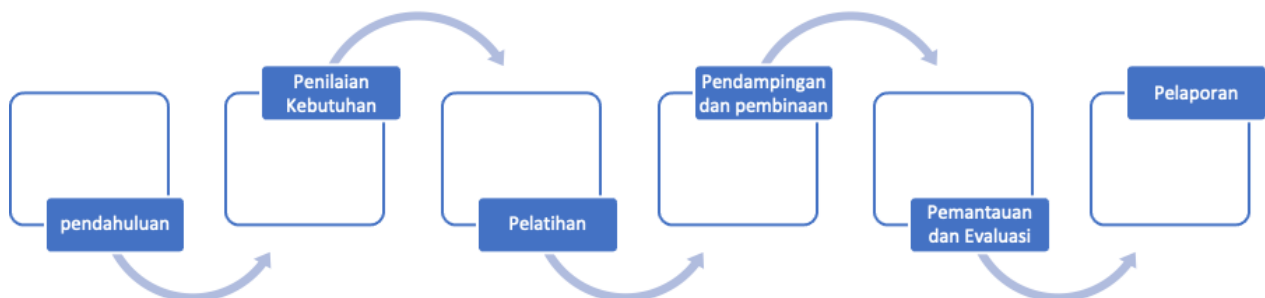 pendahuluan
Penilaian
Kebutuhan
Pelatihan
Pendampingan
dan pembinaan
Pemantauan
dan Evaluasi
Pelaporan